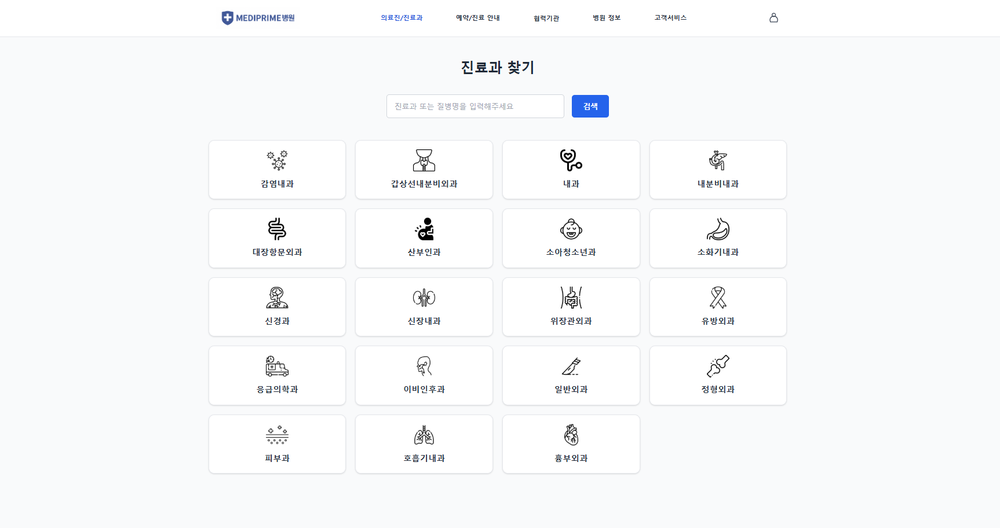 MEDIPRIME병원
의료진/진료과
예약/진료 안내
협력기관
병원 정보
고객서비스
진료과 찾기
진료과 또는 질병명을 입력해주세요
검색
감염내과
갑상선내분비외과
내과
내분비내과
대장항문외과
산부인과
소아청소년과
소화기내과
신경과
신장내과
위장관외과
유방외과
응급의학과
이비인후과
일반외과
정형외과
피부과
호흡기내과
흉부외과